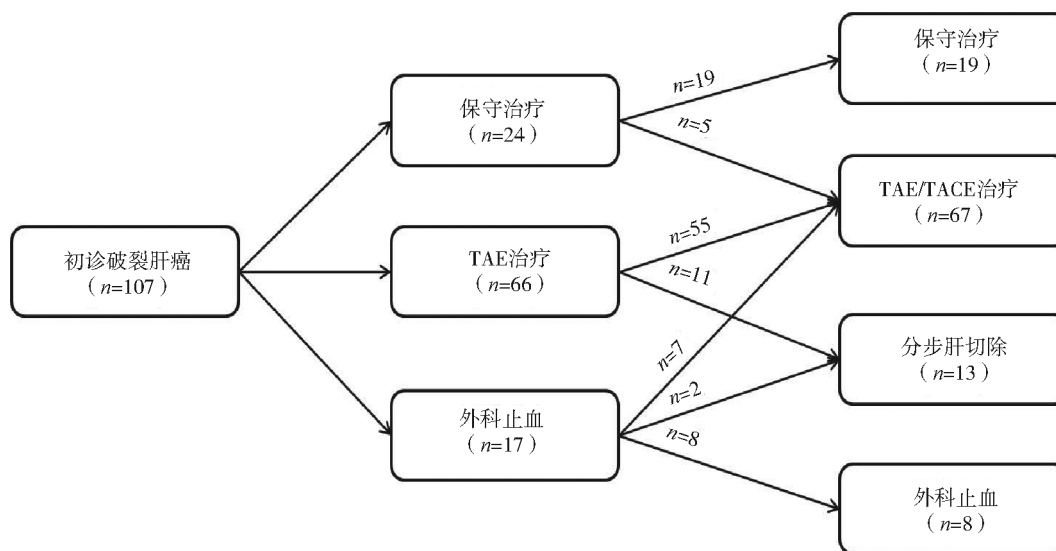 初诊破裂肝癌
（n=107）
保守治疗
（n=24）
TAE治疗
（n=66）
外科止血
（n=17）
n=19
n=5
n=55
n=11
n=7
n=2
n=8
保守治疗
（n=19）
TAE/TACE治疗
（n=67）
分步肝切除
（n=13）
外科止血
（n=8）